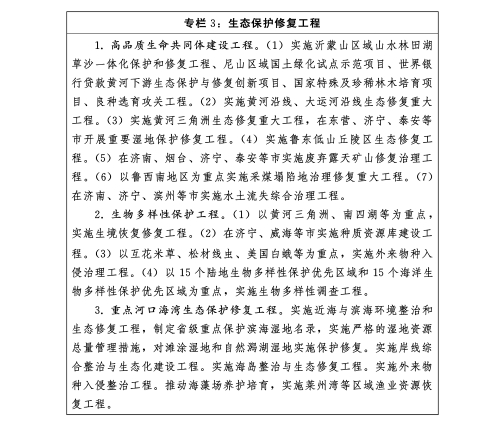 专栏 3：生态保护修复工程
1. 高品质生命共同体建设工程。（1）实施沂蒙山区域山水林田湖
草沙一体化保护和修复工程、尼山区域国土绿化试点示范项目、世界银
行贷款黄河下游生态保护与修复创新项目、国家特殊及珍稀林木培育项
目、良种选育攻关工程。（2）实施黄河沿线、大运河沿线生态修复重大
工程。（3）实施黄河三角洲生态修复重大工程，在东营、济宁、泰安等
市开展重要湿地保护修复工程。（4）实施鲁东低山丘陵区生态修复工
程。（5）在济南、烟台、济宁、泰安等市实施废弃露天矿山修复治理工
程。（6）以鲁西南地区为重点实施采煤塌陷地治理修复重大工程。（7）
在济南、济宁、滨州等市实施水土流失综合治理工程。
2. 生物多样性保护工程。（1）以黄河三角洲、南四湖等为重点，
实施生境恢复修复工程。（2）在济宁、威海等市实施种质资源库建设工
程。（3）以互花米草、松材线虫、美国白蛾等为重点，实施外来物种入
侵治理工程。（4）以 15 个陆地生物多样性保护优先区域和 15 个海洋生
物多样性保护优先区域为重点，实施生物多样性调查工程。
3. 重点河口海湾生态保护修复工程。实施近海与滨海环境整治和
生态修复工程，制定省级重点保护滨海湿地名录，实施严格的湿地资源
总量管理措施，对滩涂湿地和自然潟湖湿地实施保护修复。实施岸线综
合整治与生态化建设工程。实施海岛整治与生态修复工程。实施外来物
种入侵整治工程。推动海藻场养护培育，实施莱州湾等区域渔业资源恢
复工程。